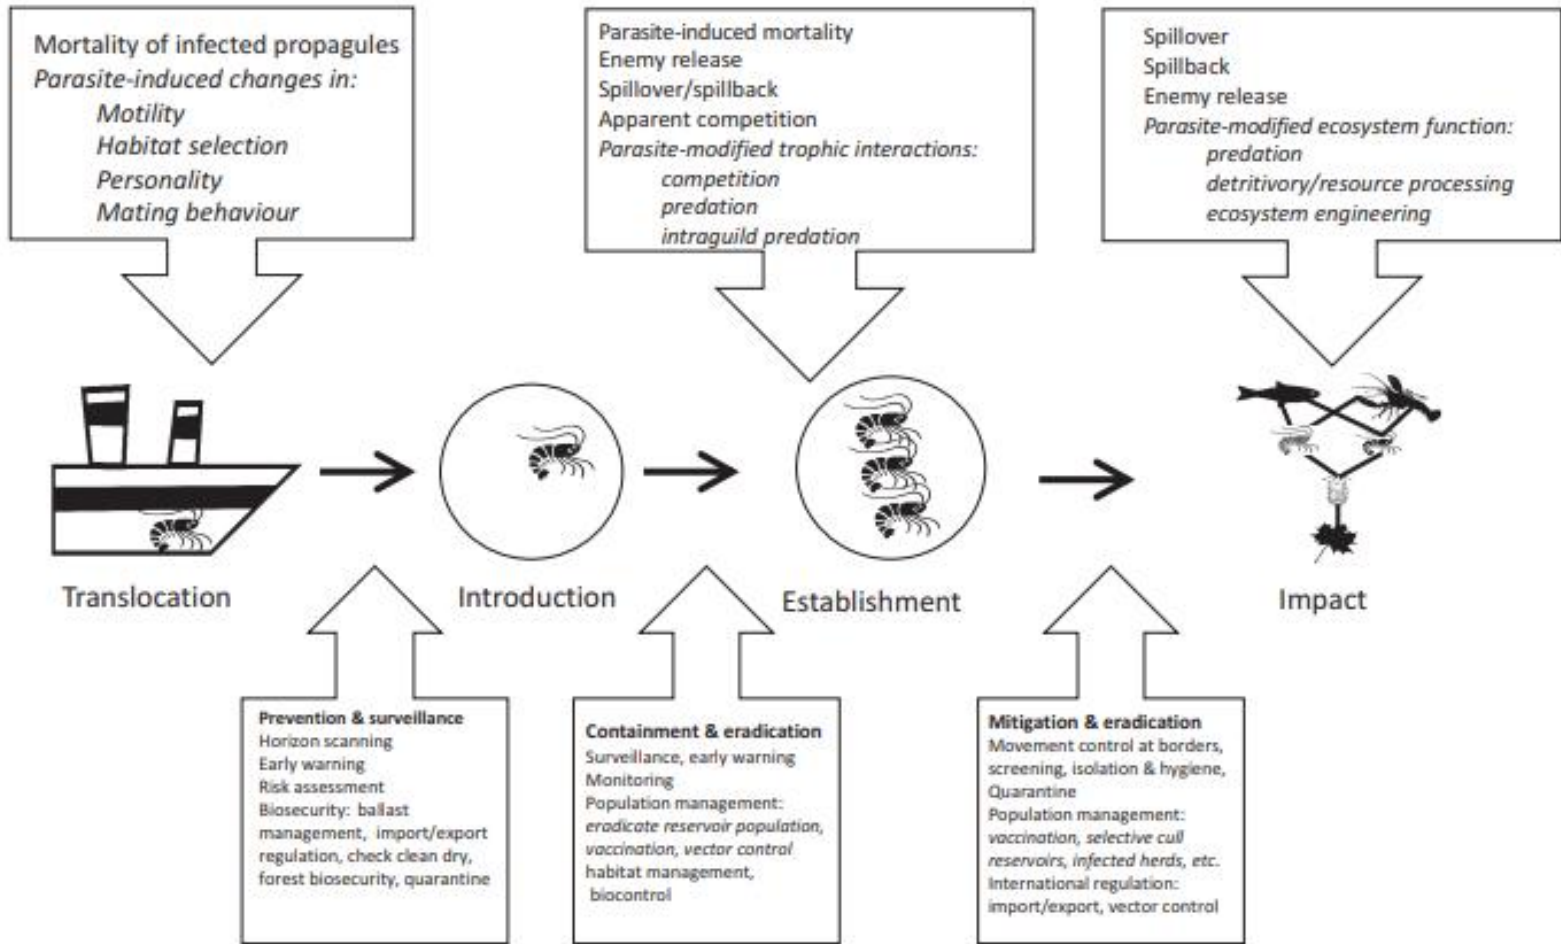 Mortality of infected propagules
Parasite-induced changes in:
Motility
Habitat selection
Personality
Mating behaviour
Parasite-induced mortality
Enemy release
Spillover/spillback
Apparent competition
Parasite-modified trophic interactions:
competition
predation
intraguild predation
Spillover
Spillback
Enemy release
Parasite-modified ecosystem function:
predation
detritivory/resource processing
ecosystem engineering
Translocation
Introduction
Establishment
Impact
Prevention & surveillance
Horizon scanning
Early warning
Risk assessment
Biosecurity: ballast
management, import/export
regulation, check clean dry,
forest biosecurity, quarantine
Containment & eradication
Surveillance, early warning
Monitoring
Population management:
eradicate reservoir population,
vaccination, vector control
habitat management,
biocontrol
Mitigation & eradication
Movement control at borders,
screening, isolation & hygiene,
Quarantine
Population management:
vaccination, selective cull
reservoirs, infected herds, etc.
International regulation:
import/export, vector control